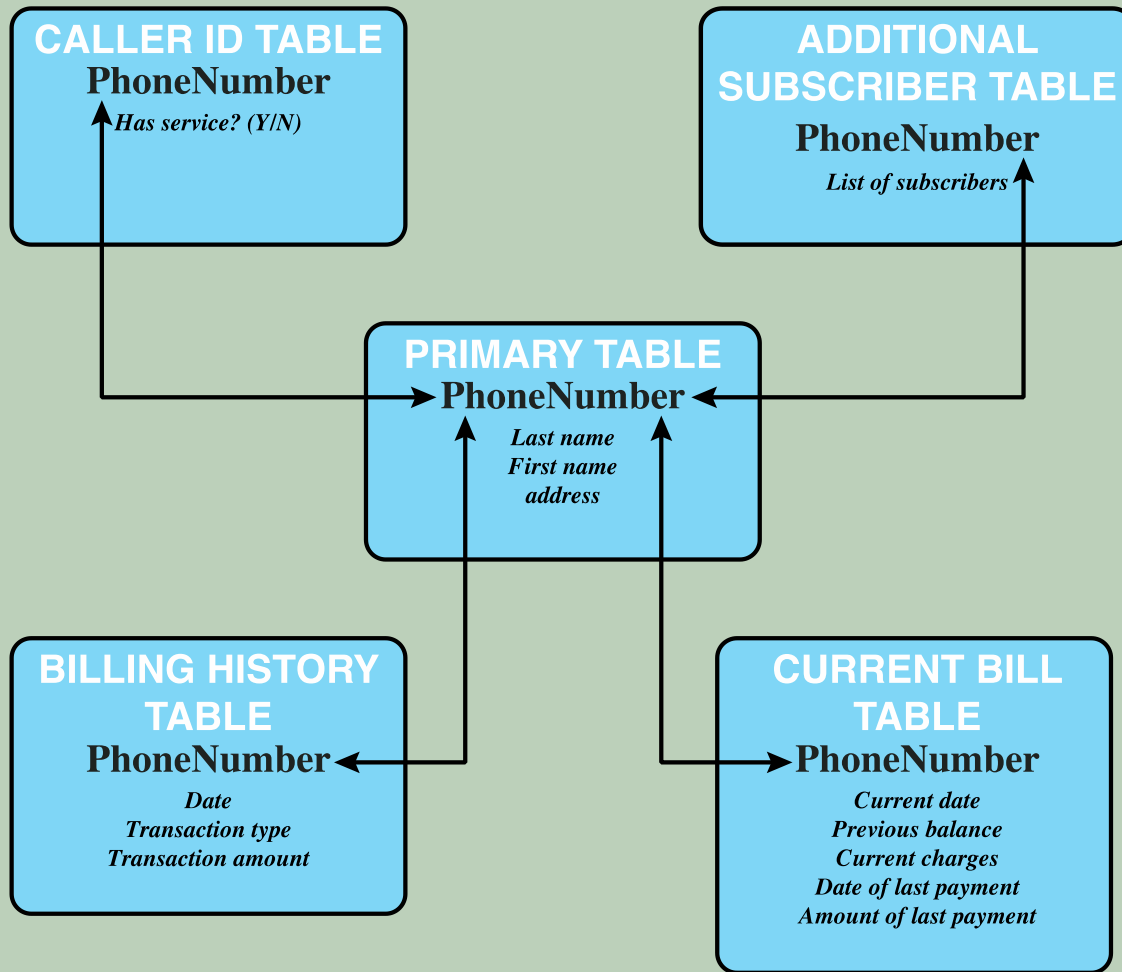 CALLER ID TABLE
PhoneNumber
Has service? (Y/N)
ADDITIONAL
SUBSCRIBER TABLE
PhoneNumber
List of subscribers
PRIMARY TABLE
PhoneNumber
Last name
First name
address
BILLING HISTORY
TABLE
PhoneNumber
Date
Transaction type
Transaction amount
CURRENT BILL
TABLE
PhoneNumber
Current date
Previous balance
Current charges
Date of last payment
Amount of last payment